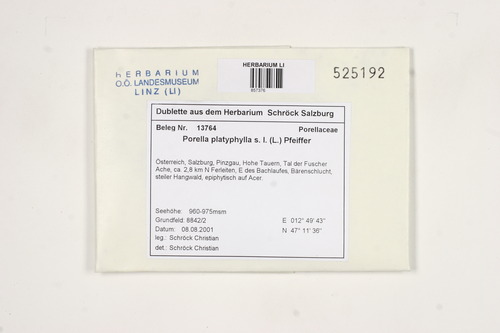 HERBARIUM
O.Ö. LANDESMUSEUM
LINZ (LI)
HERBARIUM LI
525192
Dublette aus dem Herbarium Schröck Salzburg
Beleg Nr. 13764 Porellaceae
Porella platyphylla s. l. (L.) Pfeiffer
Österreich, Salzburg, Pinzgau, Hohe Tauern, Tal der Fuscher
Ache, ca. 2,8 km N Ferleiten, E des Bachlaufes, Bärenschlucht,
steiler Hangwald, epiphytisch auf Acer.
Seehöhe: 960-975msm E 012° 49' 43"
Grundfeld: 8842/2 N 47° 11' 36"
Datum: 08.08.2001
leg.: Schröck Christian
det.: Schröck Christian